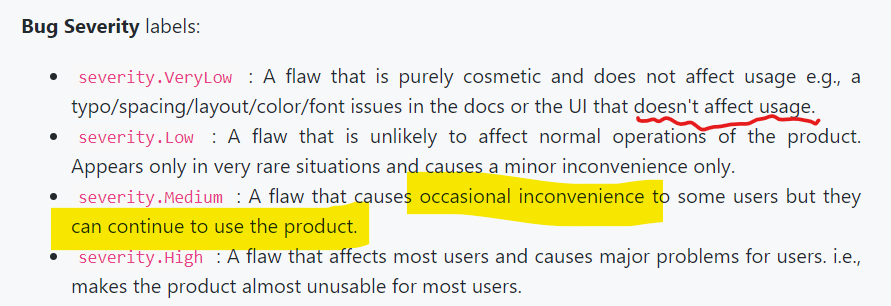 Bug Severity labels:
• severity.VeryLow : A flaw that is purely cosmetic and does not affect usage e.g., a
typo/spacing/layout/color/font issues in the docs or the UI that doesn't affect usage.
• severity.Low : A flaw that is unlikely to affect normal operations of the product.
Appears only in very rare situations and causes a minor inconvenience only.
• severity.Medium : A flaw that causes occasional inconvenience to some users but they
can continue to use the product.
• severity.High : A flaw that affects most users and causes major problems for users. i.e.,
makes the product almost unusable for most users.